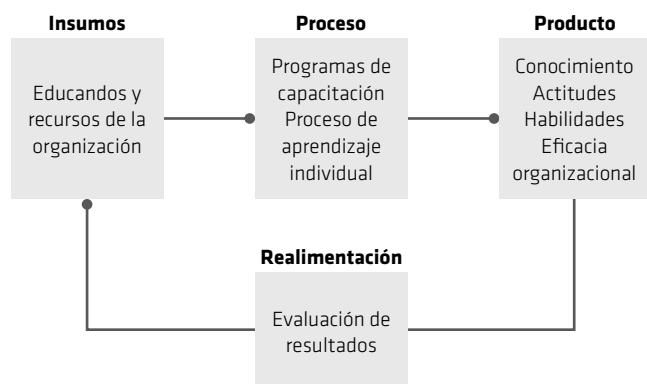 Insumos
Educandos y
recursos de la
organización
Proceso
Programas de
capacitación
Proceso de
aprendizaje
individual
Producto
Conocimiento
Actitudes
Habilidades
Eficacia
organizacional
Realimentación
Evaluación de
resultados